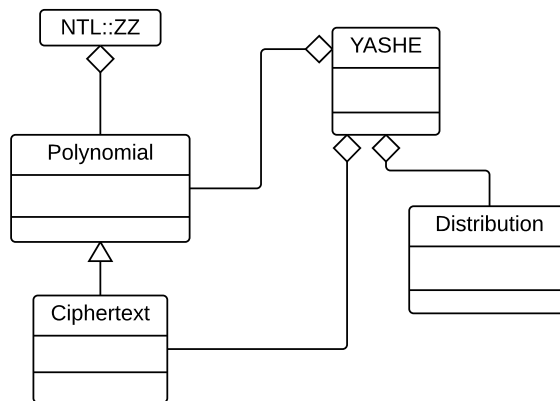 NTL::ZZ
YASHE
Polynomial
Distribution
Ciphertext